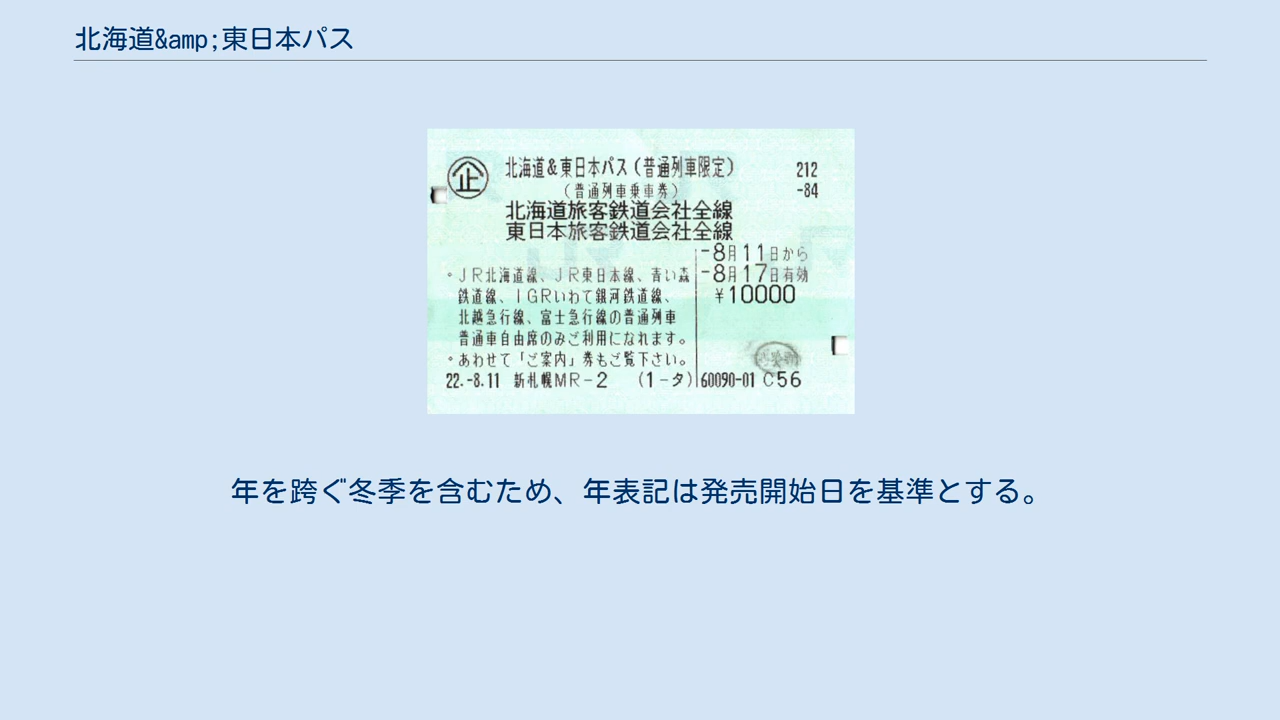 北海道&amp;東日本パス
企
北海道&東日本パス(普通列車限定)
212
(普通列車乗車券)
-84
北海道旅客鉄道会社全線
東日本旅客鉄道会社全線
-8月11日から
-8月17日有効
¥10000
・JR北海道線、JR東日本線、青い森
鉄道線、IGRいわて銀河鉄道線、
北越急行線、富士急行線の普通列車
普通車自由席のみご利用になれます。
・あわせて「ご案内」券もご覧下さい。
22.-8.11 新札幌MR-2 (1-タ) 60090-01 C56
年を跨ぐ冬季を含むため、年表記は発売開始日を基準とする。